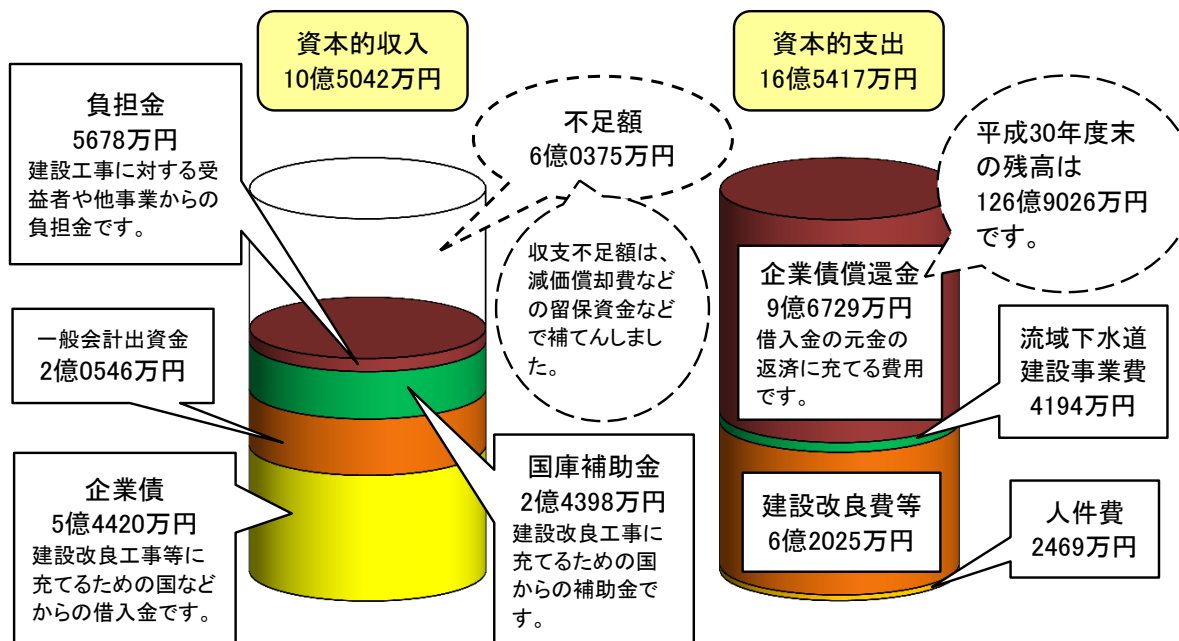 資本的収入
10億5042万円
資本的支出
16億5417万円
負担金
5678万円
建設工事に対する受
益者や他事業からの
負担金です。
不足額
6億0375万円
平成30年度末
の残高は
126億9026万円
です。
収支不足額は、
減価償却費など
の留保資金など
で補てんしまし
た。
企業債償還金
9億6729万円
借入金の元金の
返済に充てる費用
です。
一般会計出資金
2億0546万円
流域下水道
建設事業費
4194万円
企業債
5億4420万円
建設改良工事等に
充てるための国など
からの借入金です。
国庫補助金
2億4398万円
建設改良工事に
充てるための国
からの補助金で
す。
建設改良費等
6億2025万円
人件費
2469万円